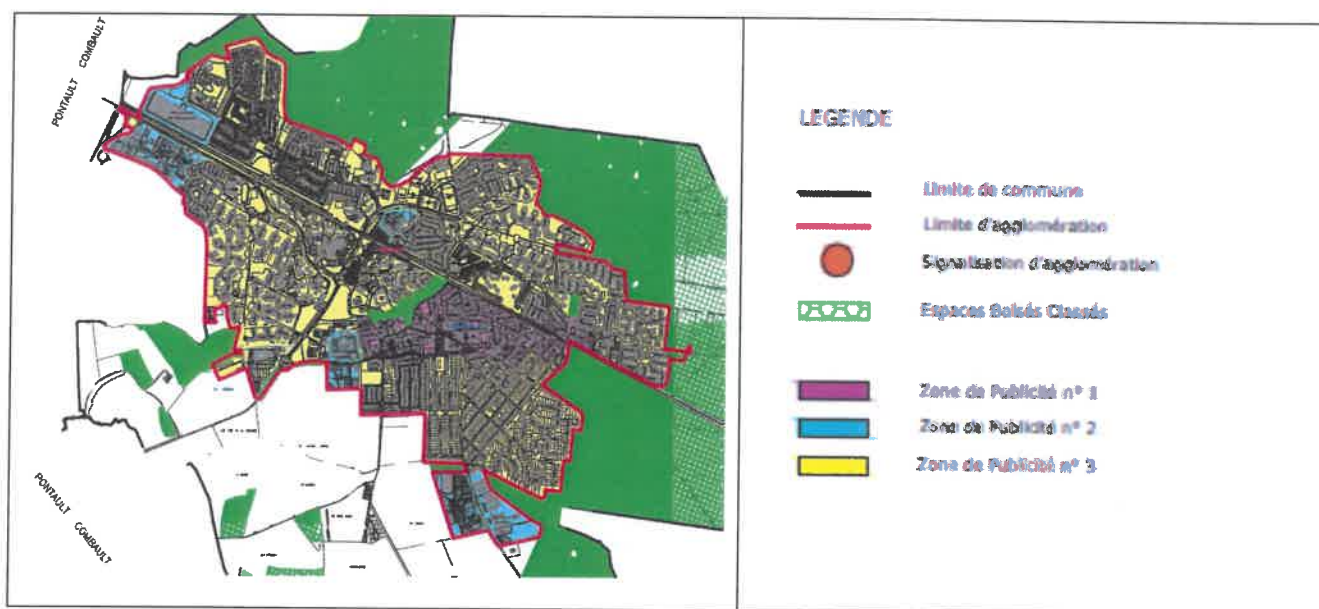 PONTAULT COMBAULT
PONTAULT COMBAULT
LEGENDE
Limite de commune
Limite d'agglomération
Signalisation d'agglomération
Espaces Boisés Classés
Zone de Publicité n° 1
Zone de Publicité n° 2
Zone de Publicité n° 3